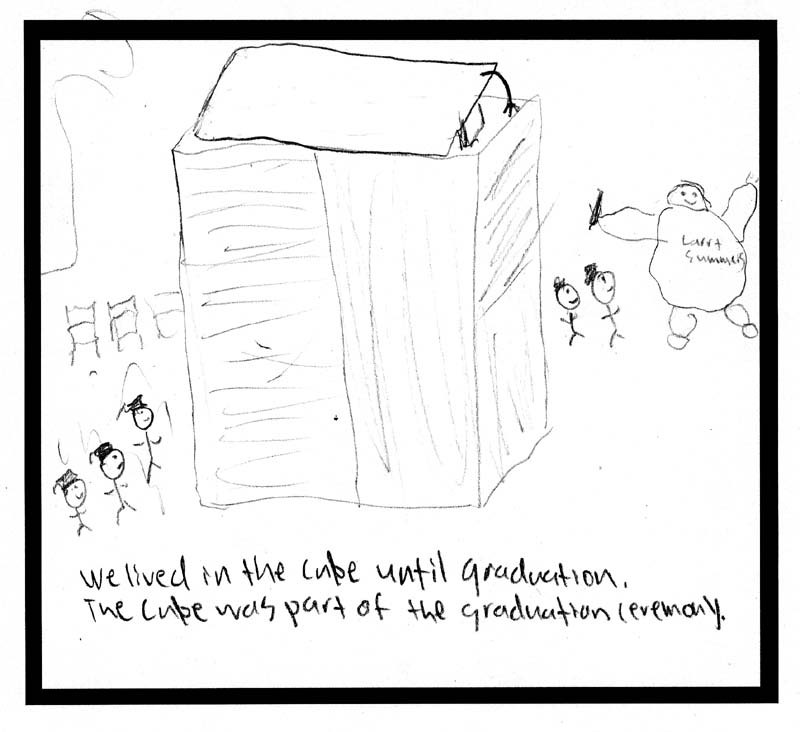 Larry
Summers
We lived in the cube until graduation.
The cube was part of the graduation ceremony.